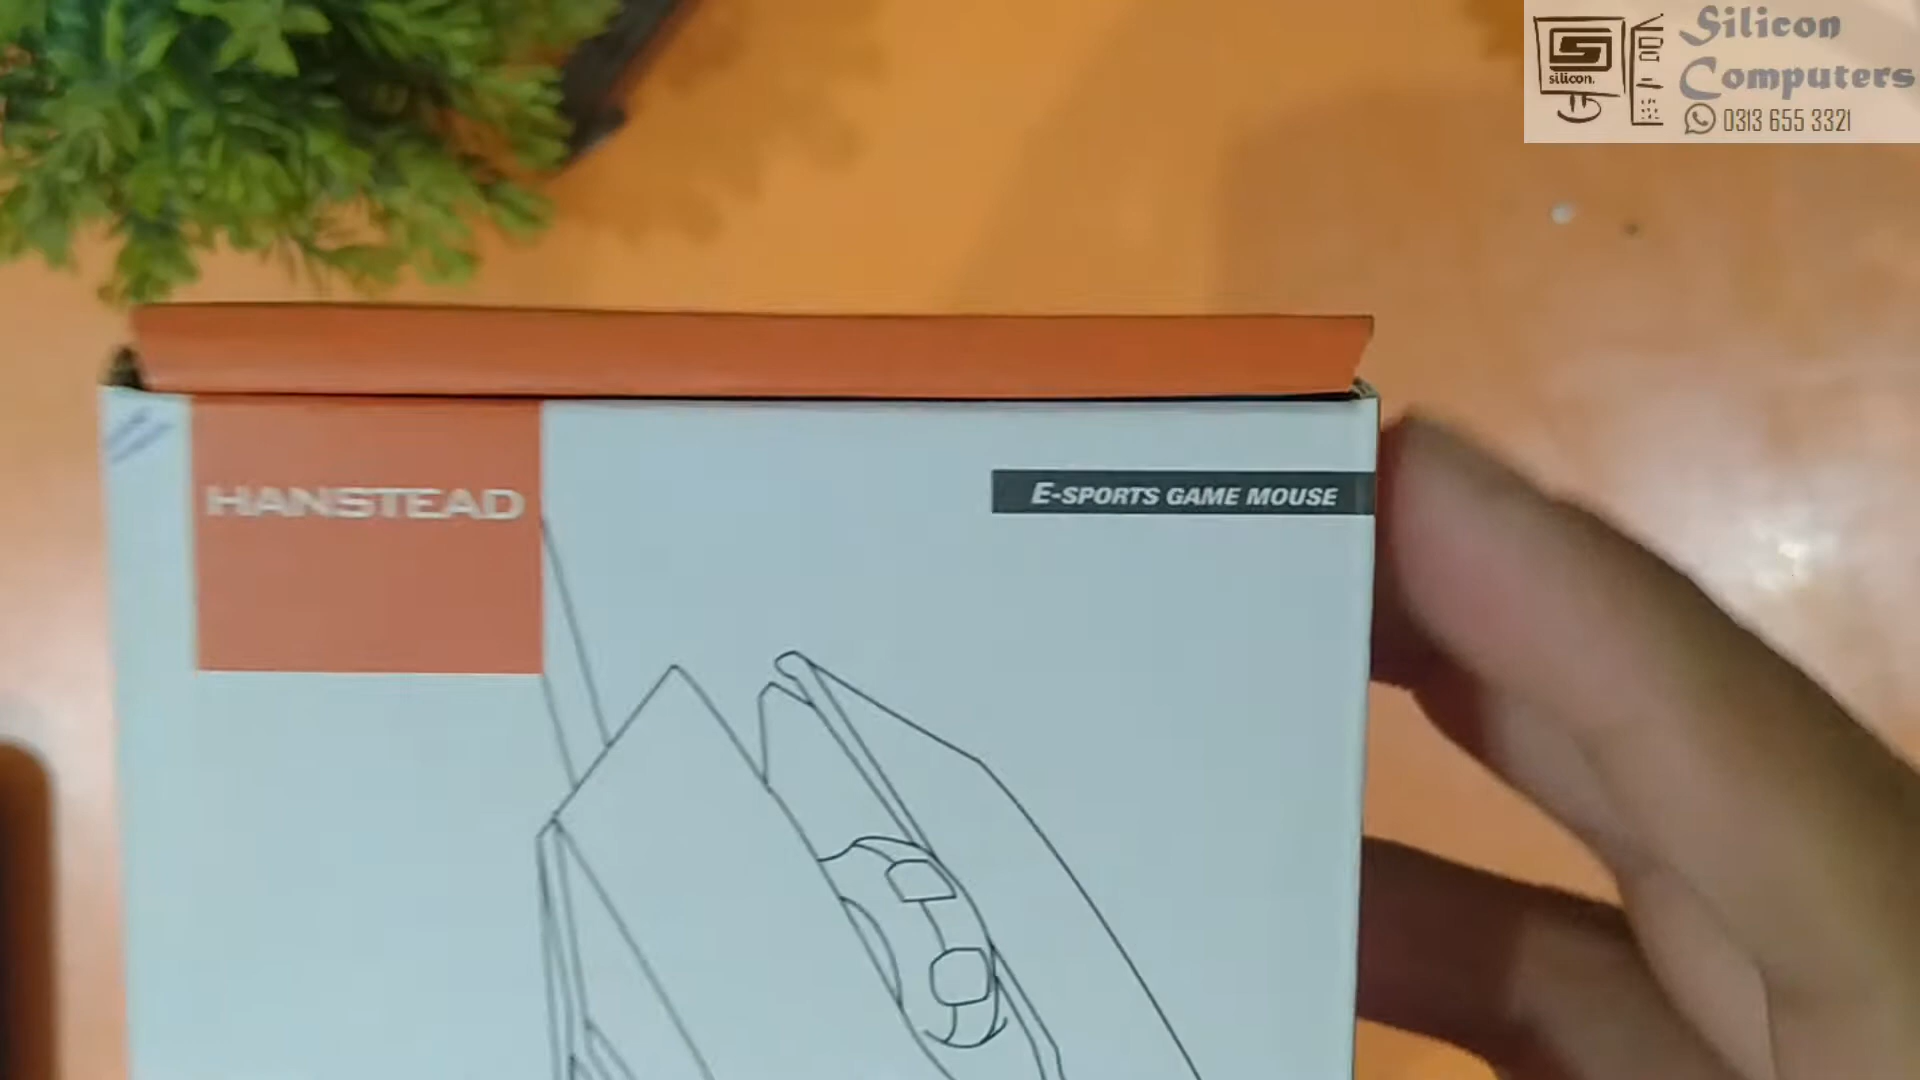 Silicon
Computers
silicon.
0313 655 3321
HANSTEAD
E-SPORTS GAME MOUSE